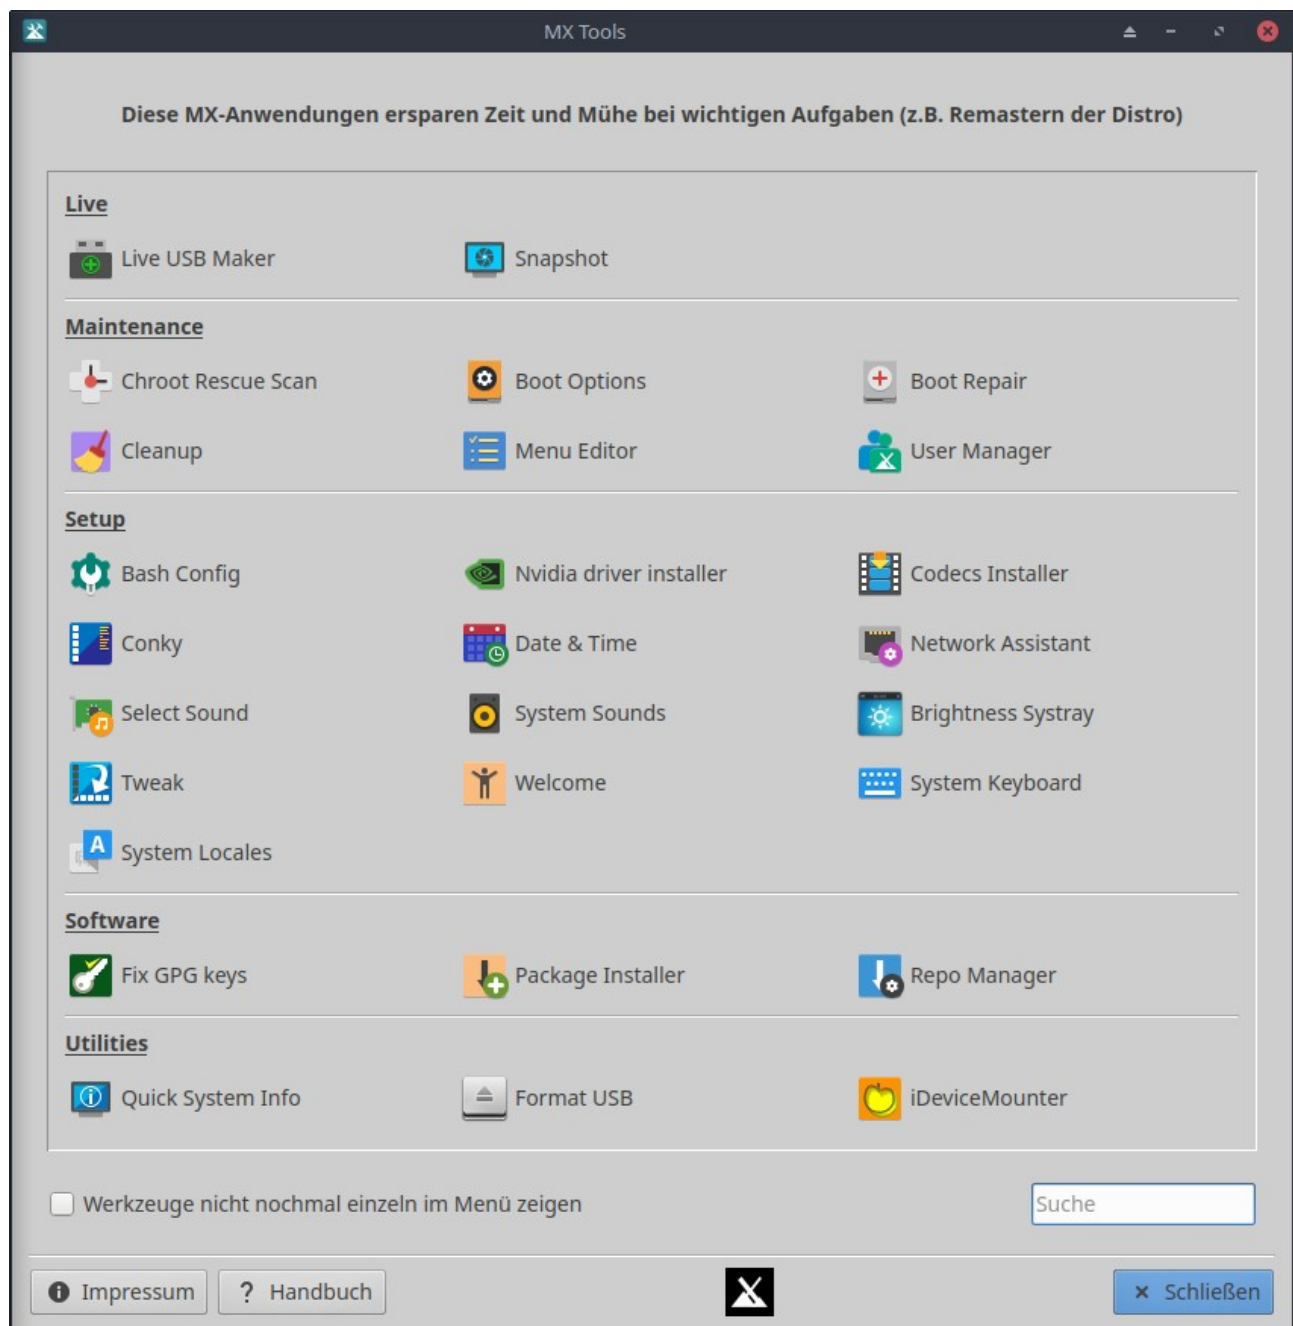 MX Tools
Diese MX-Anwendungen ersparen Zeit und Mühe bei wichtigen Aufgaben (z.B. Remastern der Distro)
Live
Live USB Maker Snapshot
Maintenance
Chroot Rescue Scan Boot Options Boot Repair
Cleanup Menu Editor User Manager
Setup
Bash Config Nvidia driver installer Codecs Installer
Conky Date & Time Network Assistant
Select Sound System Sounds Brightness Systray
Tweak Welcome System Keyboard
System Locales
Software
Fix GPG keys Package Installer Repo Manager
Utilities
Quick System Info Format USB iDeviceMounter
Werkzeuge nicht nochmal einzeln im Menü zeigen Suche
Impressum ? Handbuch × Schließen